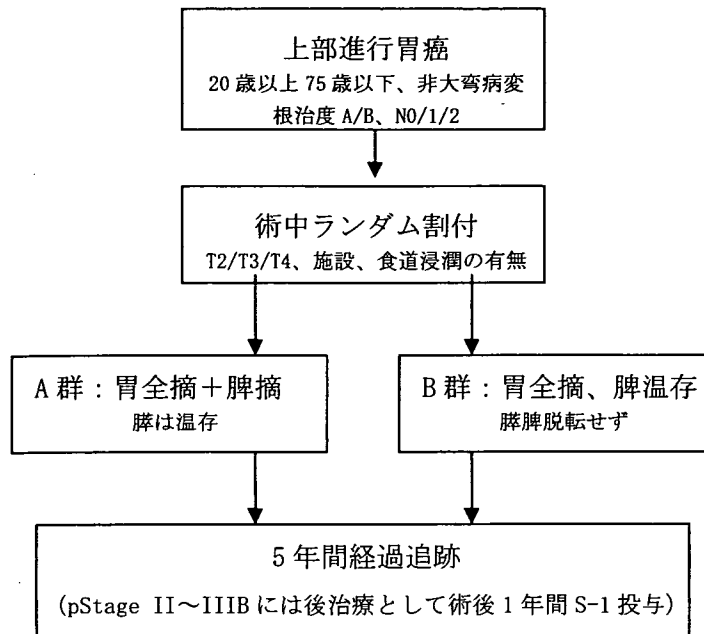 上部進行胃癌
20歳以上75歳以下、非大弯病変
根治度 A/B、N0/1/2
術中ランダム割付
T2/T3/T4、施設、食道浸潤の有無
A群：胃全摘＋脾摘
膵は温存
B群：胃全摘、脾温存
膵脾脱転せず
5年間経過追跡
(pStage II～IIIBには後治療として術後1年間S-1投与)